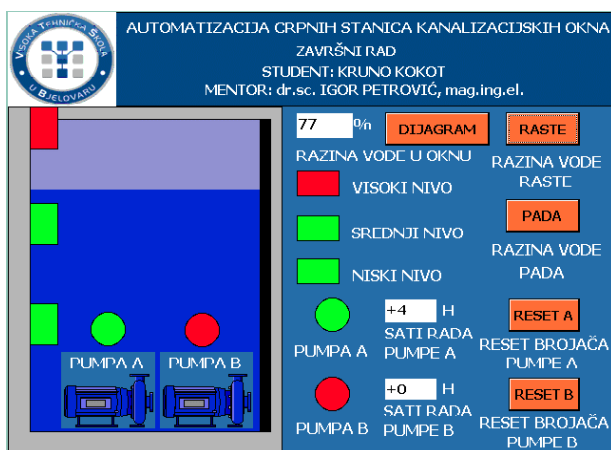 VISOKA TEHNIČKA ŠKOLA
U BJELOVARU
AUTOMATIZACIJA CRPNIH STANICA KANALIZACIJSKIH OKNA
ZAVRŠNI RAD
STUDENT: KRUNO KOKOT
MENTOR: dr.sc. IGOR PETROVIĆ, mag.ing.el.
77 %
DIJAGRAM
RASTE
RAZINA VODE U OKNU
RAZINA VODE
RASTE
VISOKI NIVO
PADA
SREDNJI NIVO
RAZINA VODE
PADA
NISKI NIVO
+4 H
RESET A
SATI RADA
PUMPE A
PUMPA A
RESET BROJAČA
PUMPE A
+0 H
RESET B
SATI RADA
PUMPE B
PUMPA B
RESET BROJAČA
PUMPE B
PUMPA A
PUMPA B